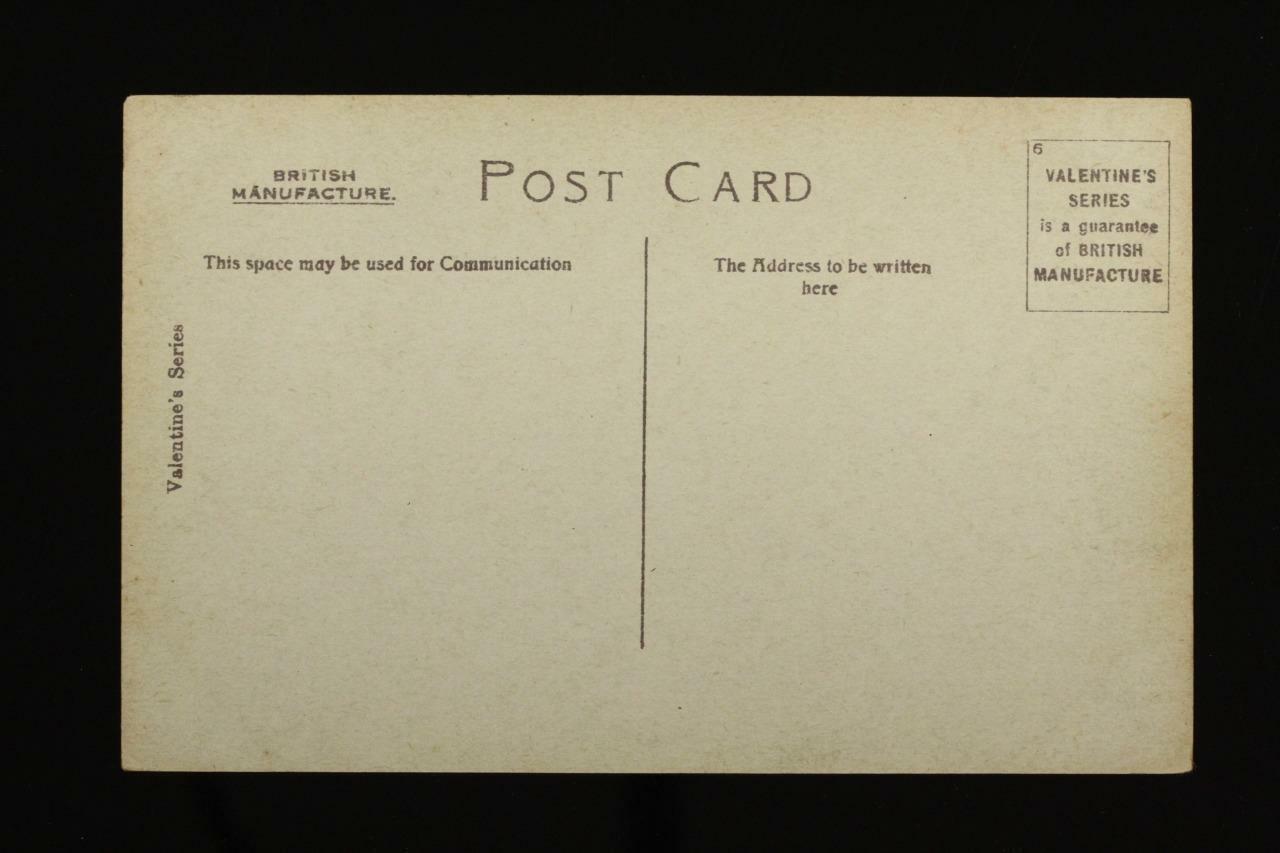 BRITISH
MANUFACTURE.
POST CARD
This space may be used for Communication
The Address to be written
here
6
VALENTINE'S
SERIES
is a guarantee
of BRITISH
MANUFACTURE
Valentine's Series